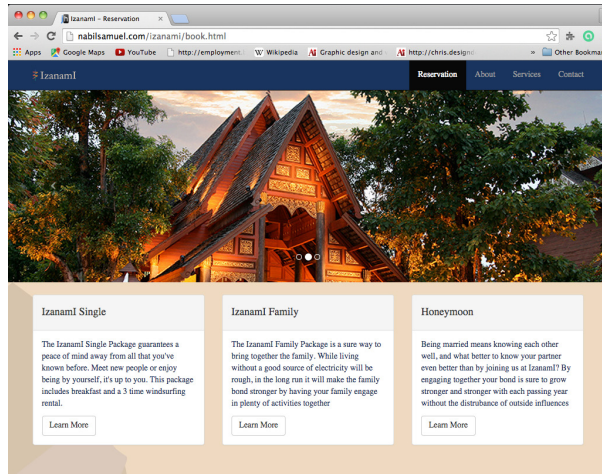 IzanamI – Reservation
nabilsamuel.com/izanami/book.html
Apps Google Maps YouTube http://employment. Wikipedia Graphic design and http://chris.design » Other Bookma
IzanamI
Reservation About Services Contact
IzanamI Single
The IzanamI Single Package guarantees a
peace of mind away from all that you've
known before. Meet new people or enjoy
being by yourself, it's up to you. This package
includes breakfast and a 3 time windsurfing
rental.
Learn More
IzanamI Family
The IzanamI Family Package is a sure way to
bring together the family. While living
without a good source of electricity will be
rough, in the long run it will make the family
bond stronger by having your family engage
in plenty of activities together
Learn More
Honeymoon
Being married means knowing each other
well, and what better to know your partner
even better than by joining us at IzanamI? By
engaging together your bond is sure to grow
stronger and stronger with each passing year
without the distrubance of outside influences
Learn More